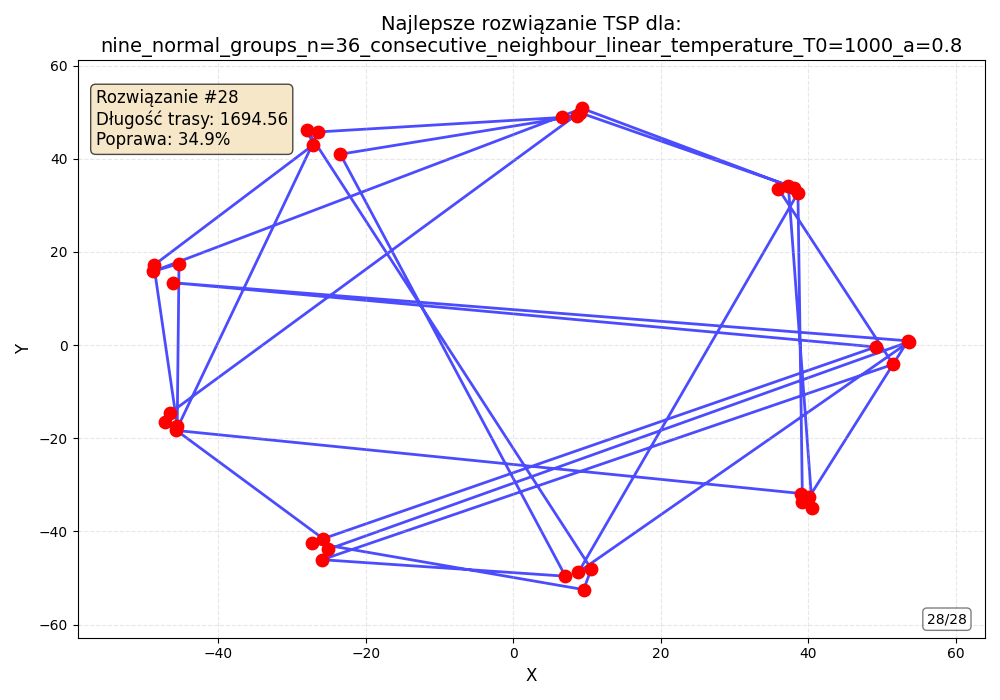 Najlepsze rozwiązanie TSP dla:
nine_normal_groups_n=36_consecutive_neighbour_linear_temperature_T0=1000_a=0.8
Rozwiązanie #28
Długość trasy: 1694.56
Poprawa: 34.9%
60
40
20
0
−20
−40
−60
Y
−40
−20
0
20
40
60
X
28/28